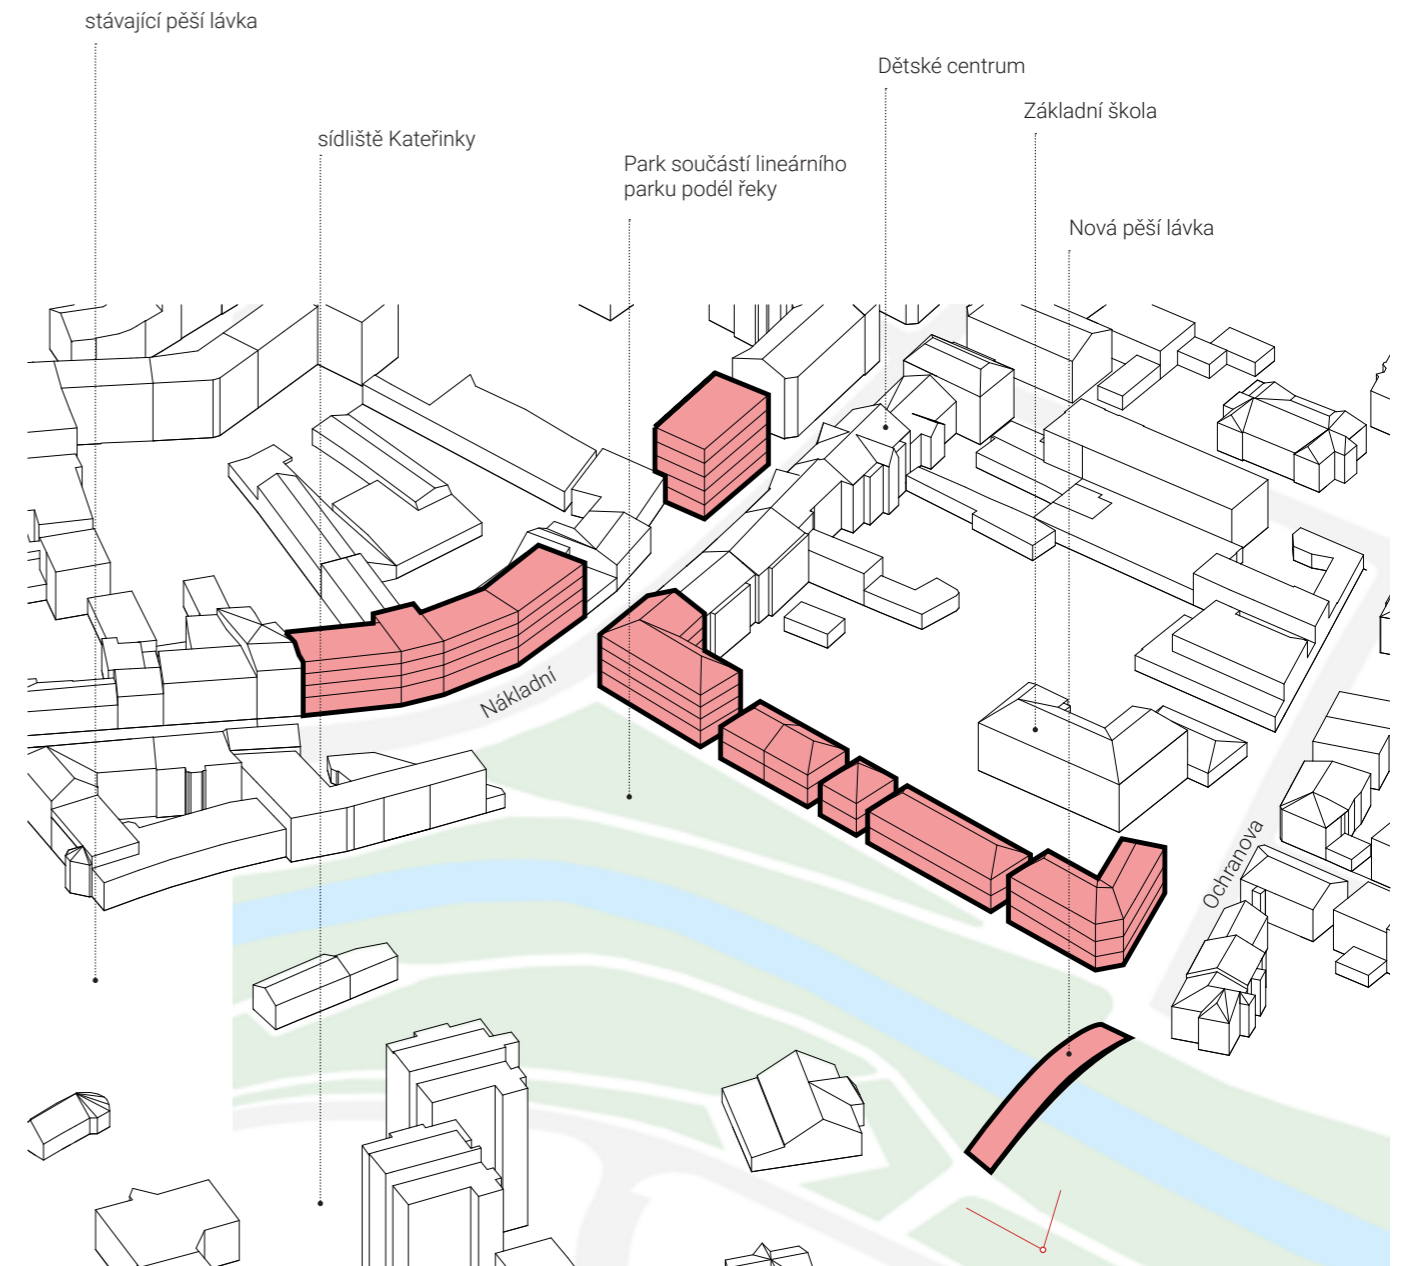 stávající pěší lávka
Dětské centrum
Základní škola
sídliště Kateřinky
Park součástí lineárního
parku podél řeky
Nová pěší lávka
Nákladní
Ochranova